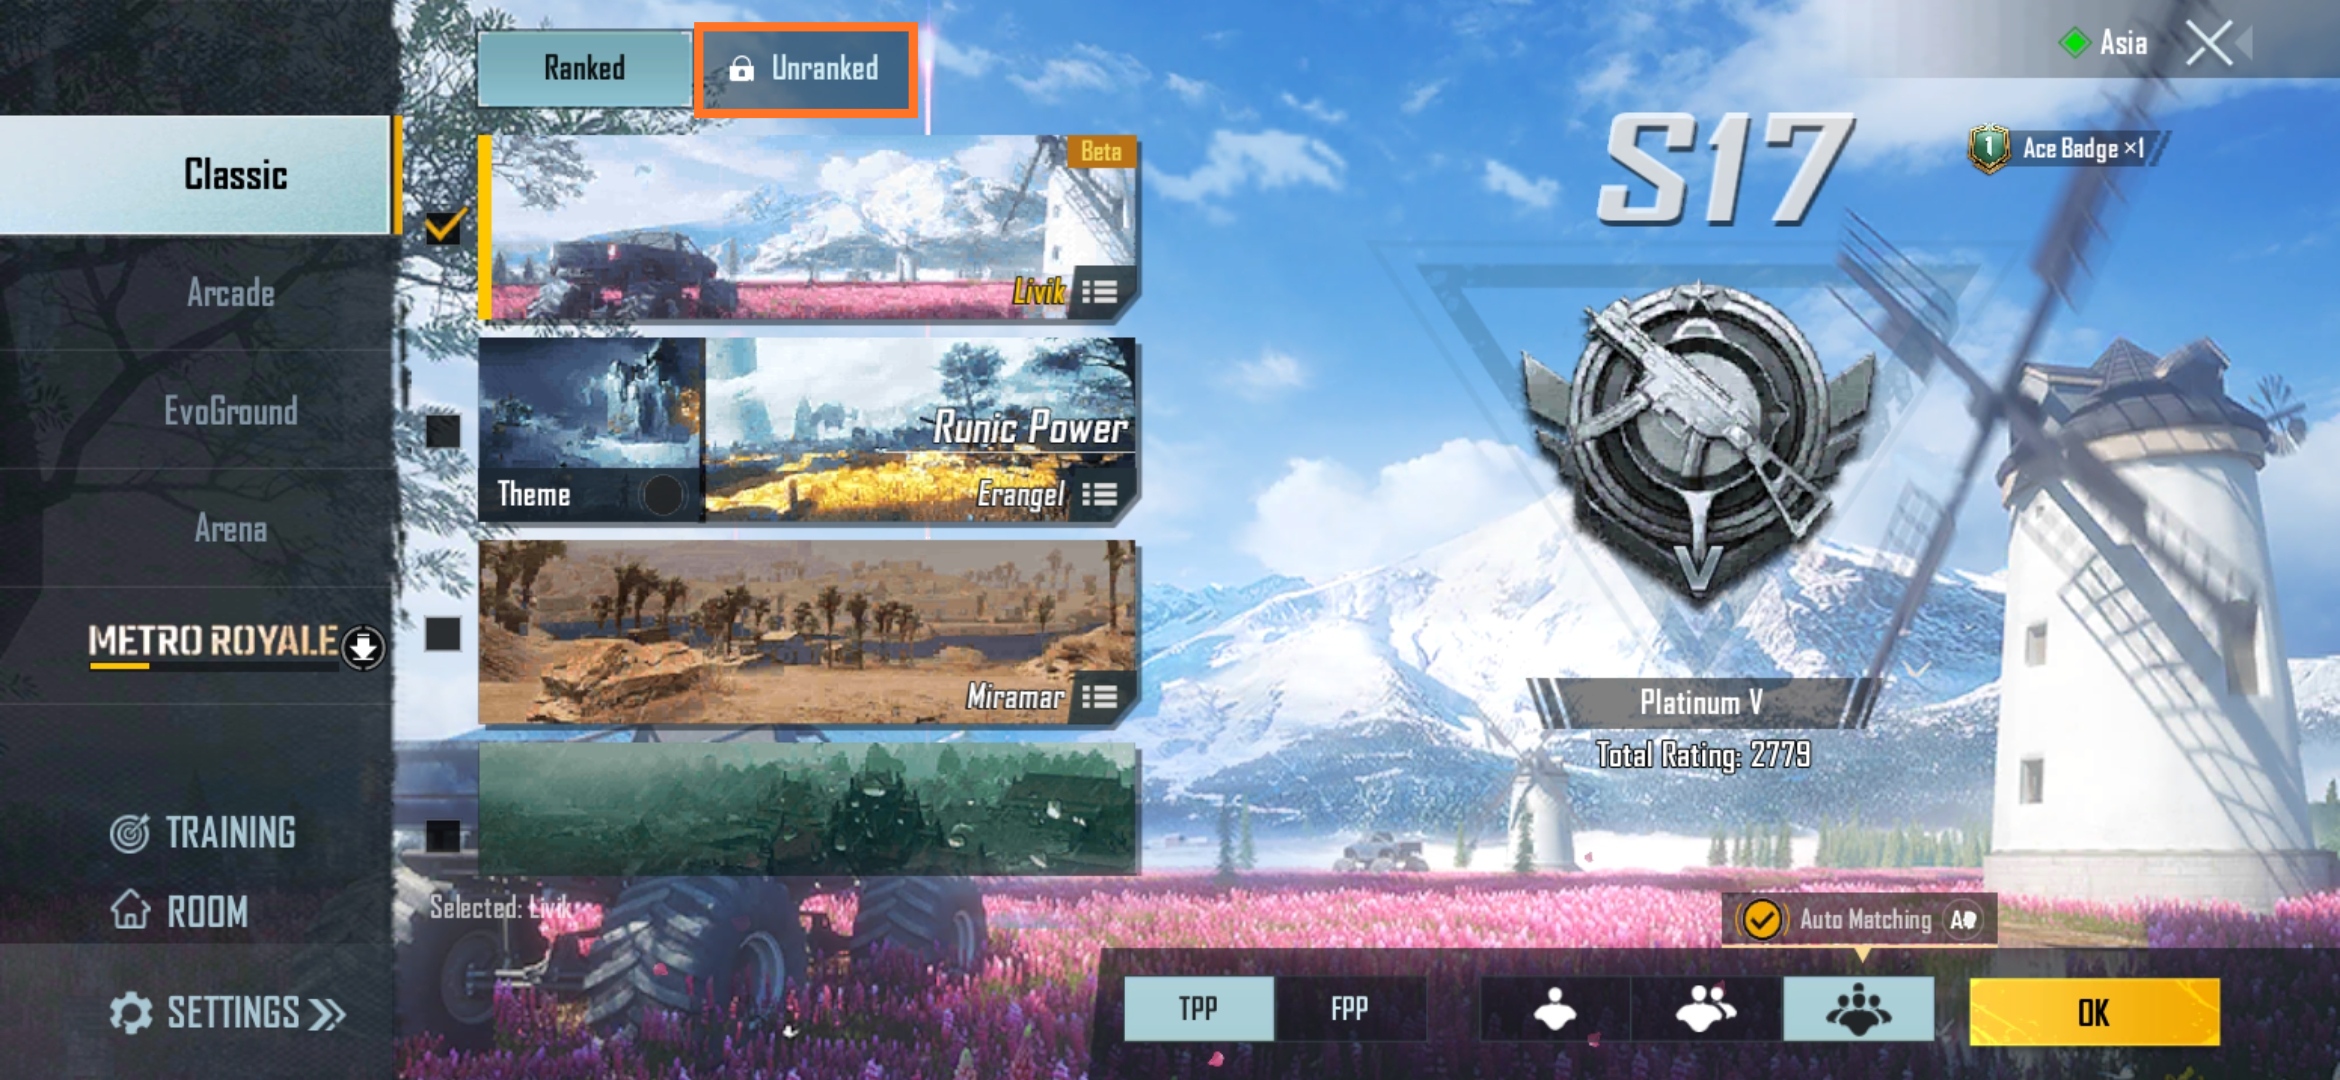 Ranked
Unranked
Asia
Classic
Arcade
EvoGround
Arena
METRO ROYALE
TRAINING
ROOM
SETTINGS
Beta
Livik
Runic Power
Theme
Erangel
Miramar
Selected: Livik
S17
1
Ace Badge ×1
V
Platinum V
Total Rating: 2779
Auto Matching
TPP
FPP
OK